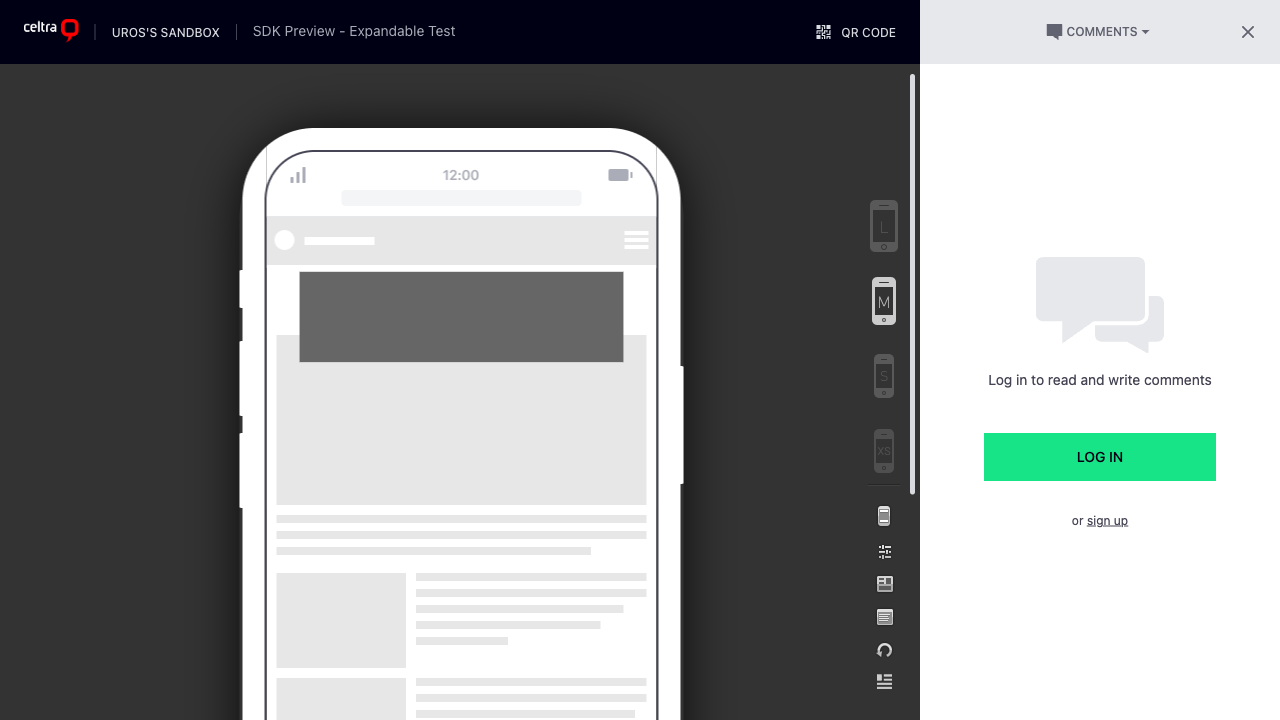 celtra
UROS'S SANDBOX
SDK Preview - Expandable Test
QR CODE
COMMENTS
12:00
L
M
S
XS
Log in to read and write comments
LOG IN
or sign up